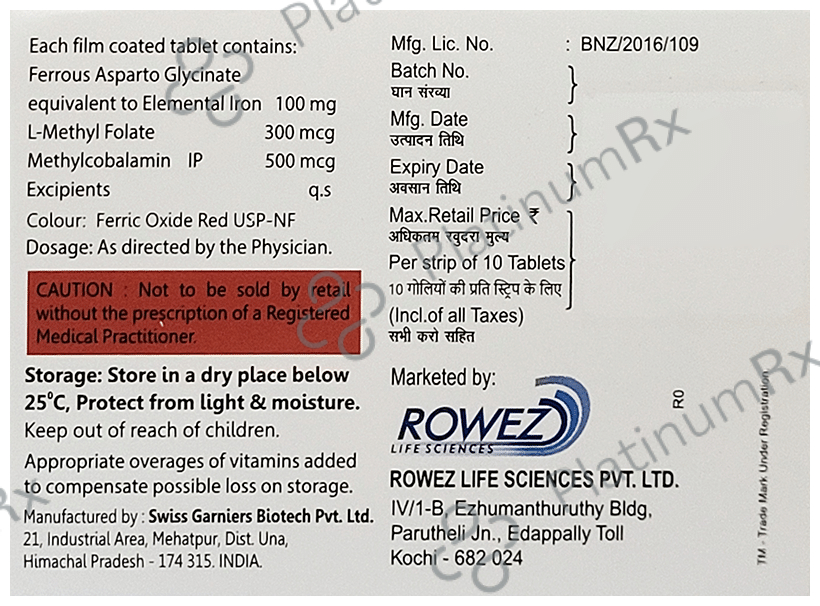 Each film coated tablet contains:
Ferrous Asparto Glycinate
equivalent to Elemental Iron 100 mg
L-Methyl Folate 300 mcg
Methylcobalamin IP 500 mcg
Excipients q.s
Colour: Ferric Oxide Red USP-NF
Dosage: As directed by the Physician.
CAUTION : Not to be sold by retail
without the prescription of a Registered
Medical Practitioner.
Storage: Store in a dry place below
25⁰C, Protect from light & moisture.
Keep out of reach of children.
Appropriate overages of vitamins added
to compensate possible loss on storage.
Manufactured by : Swiss Garniers Biotech Pvt. Ltd.
21, Industrial Area, Mehatpur, Dist. Una,
Himachal Pradesh - 174 315. INDIA.
Mfg. Lic. No. : BNZ/2016/109
Batch No.
घान संख्या
Mfg. Date
उत्पादन तिथि
Expiry Date
अवसान तिथि
Max.Retail Price ₹
अधिकतम रवुदरा मुल्य
Per strip of 10 Tablets
10 गोलियों की प्रति स्ट्रिप के लिए
(Incl.of all Taxes)
सभी करो सहित
Marketed by:
ROWEZ
LIFE SCIENCES
ROWEZ LIFE SCIENCES PVT. LTD.
IV/1-B, Ezhumanthuruthy Bldg,
Parutheli Jn., Edappally Toll
Kochi - 682 024
R0
TM - Trade Mark Under Registration
PlatinumRx
PlatinumRx
PlatinumRx
Rx